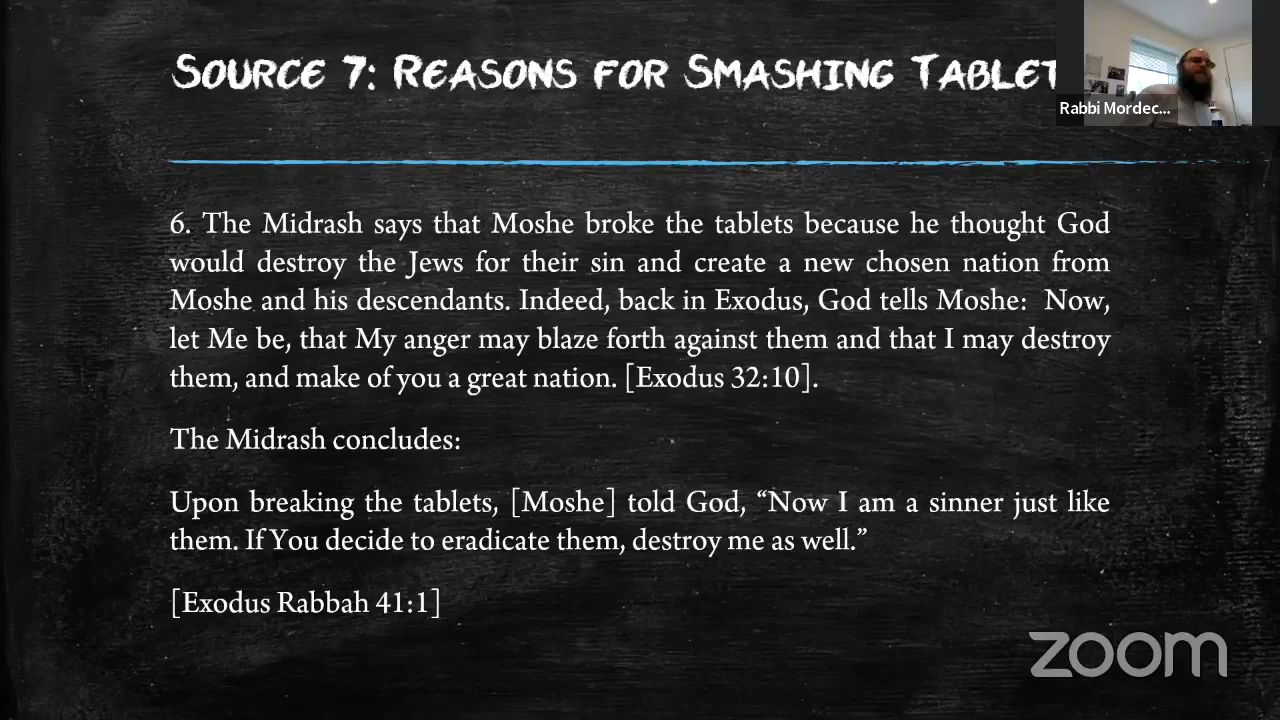 SOURCE 7: REASONS FOR SMASHING TABLET
Rabbi Mordec...
6. The Midrash says that Moshe broke the tablets because he thought God
would destroy the Jews for their sin and create a new chosen nation from
Moshe and his descendants. Indeed, back in Exodus, God tells Moshe: Now,
let Me be, that My anger may blaze forth against them and that I may destroy
them, and make of you a great nation. [Exodus 32:10].
The Midrash concludes:
Upon breaking the tablets, [Moshe] told God, “Now I am a sinner just like
them. If You decide to eradicate them, destroy me as well.”
[Exodus Rabbah 41:1]
zoom